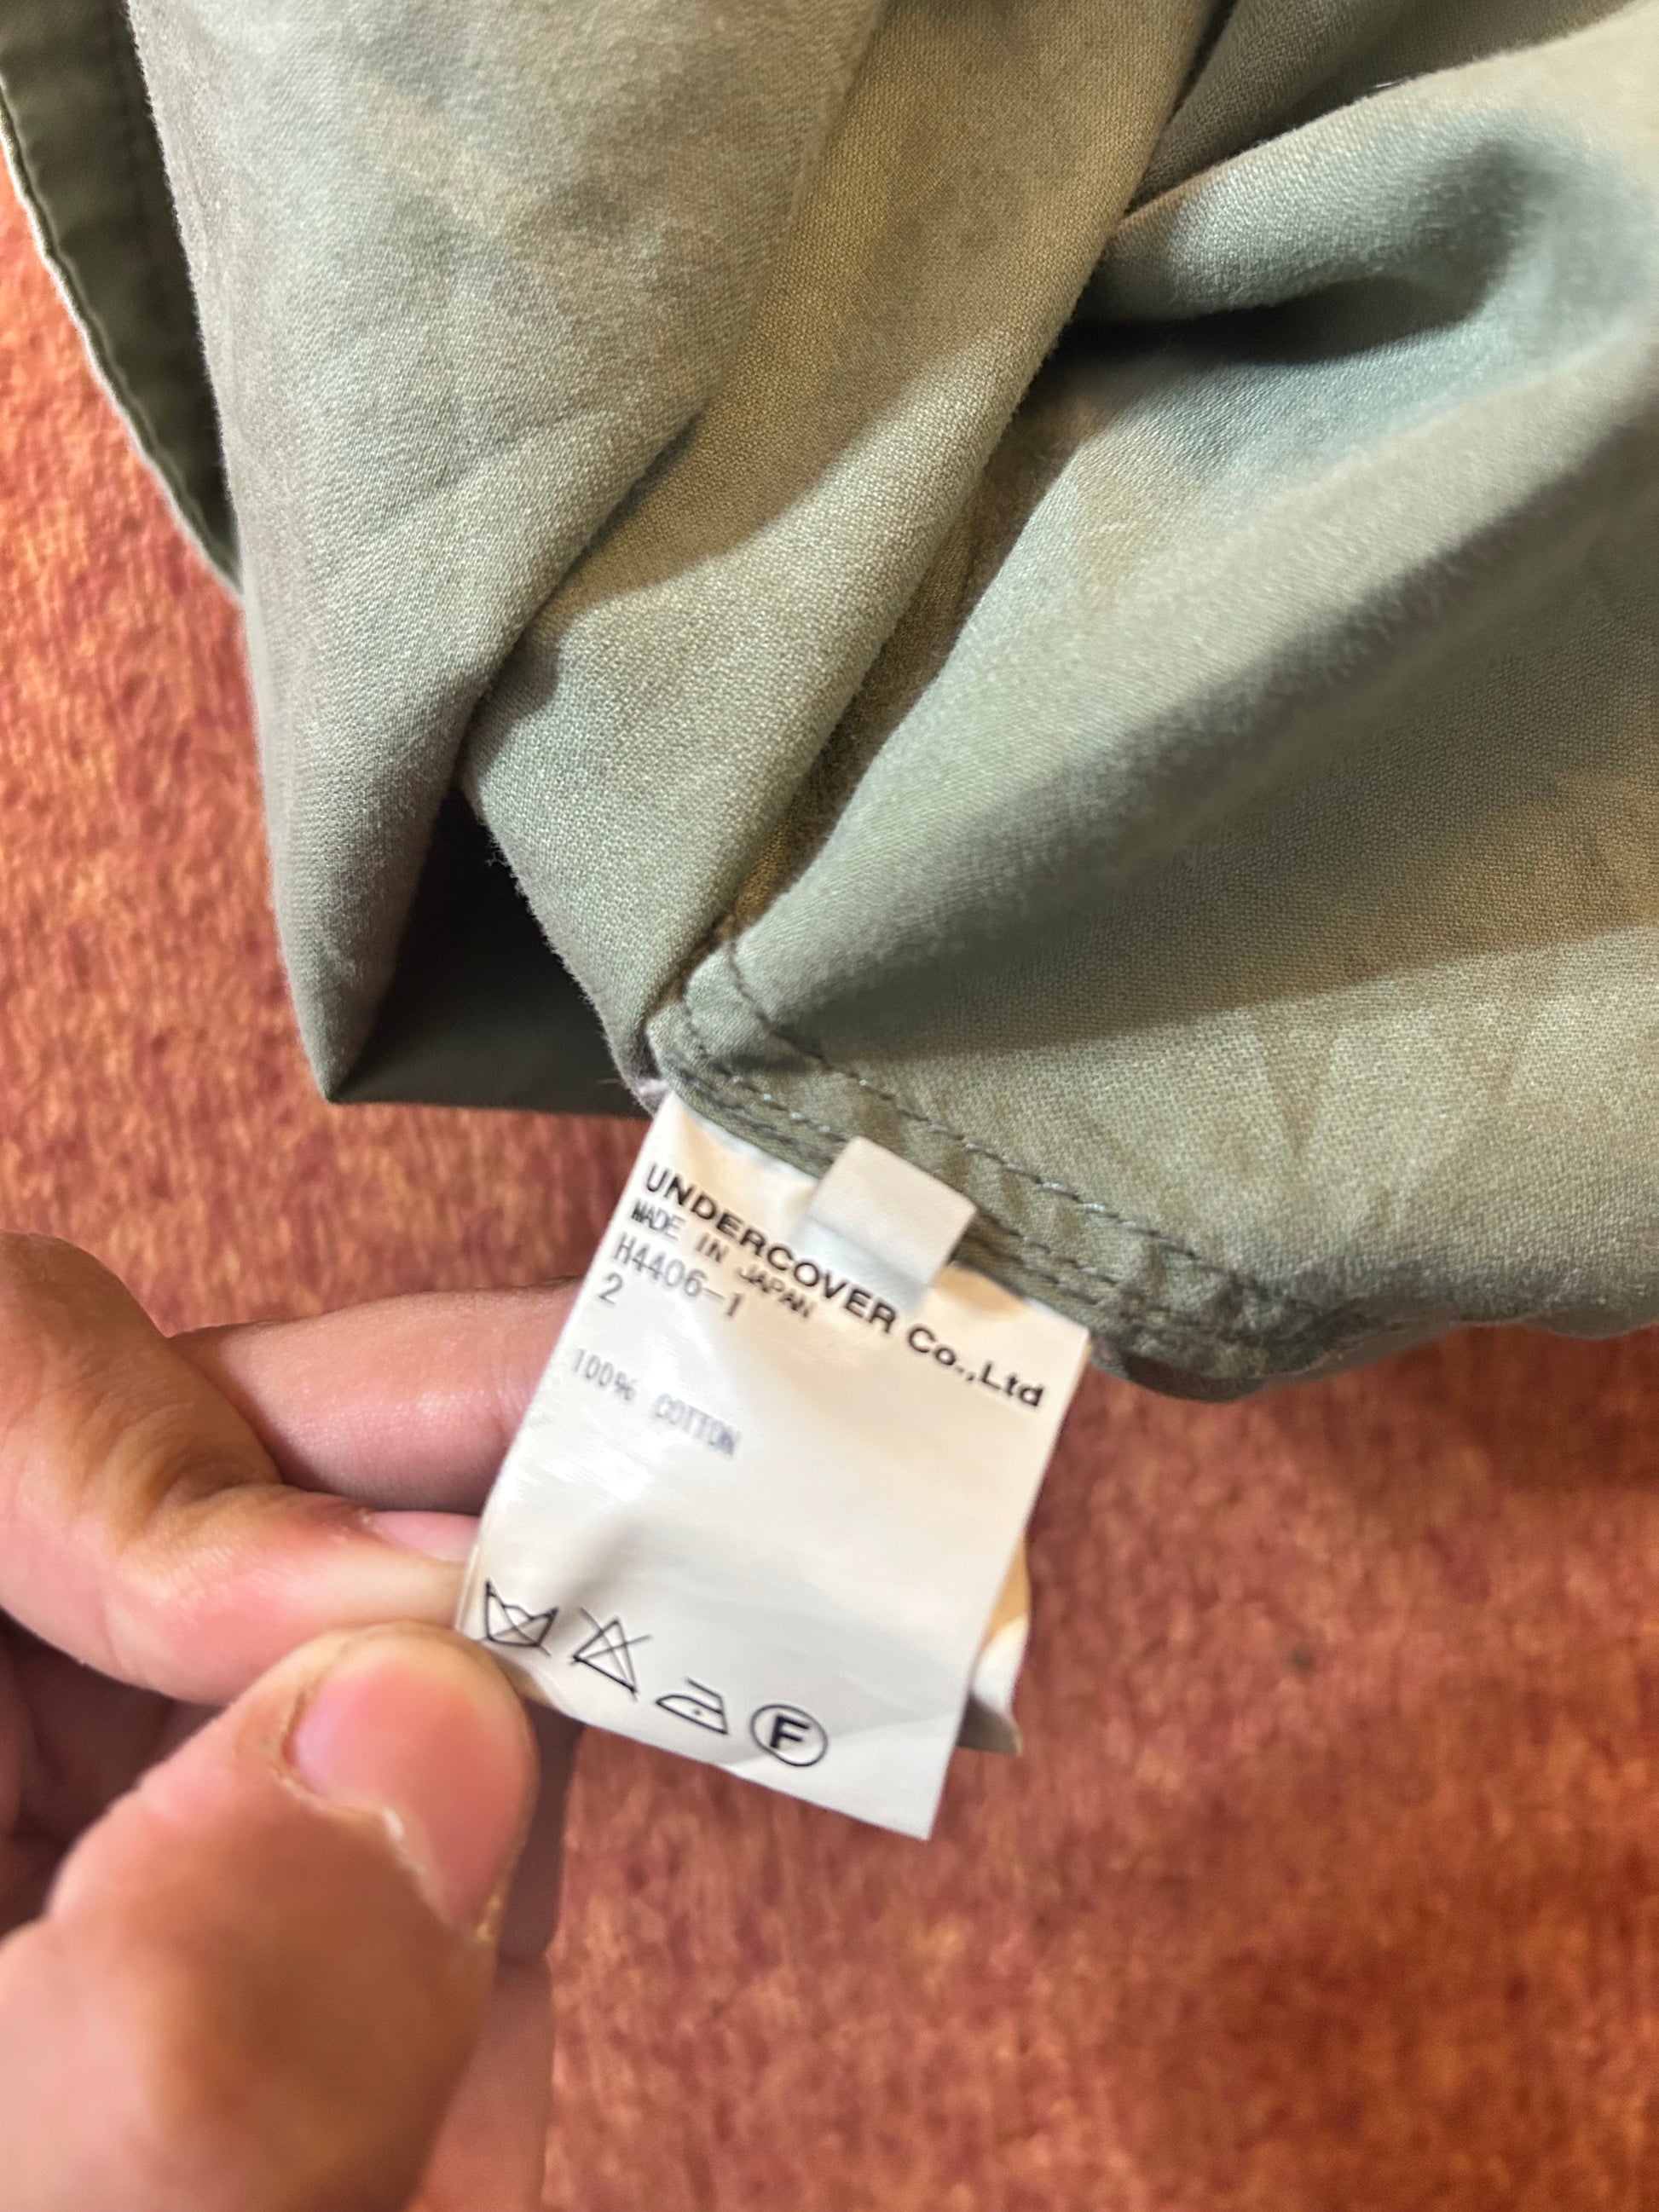 UNDERCOVER Co.,Ltd
MADE IN JAPAN
H4406-1
2
100% COTTON
F